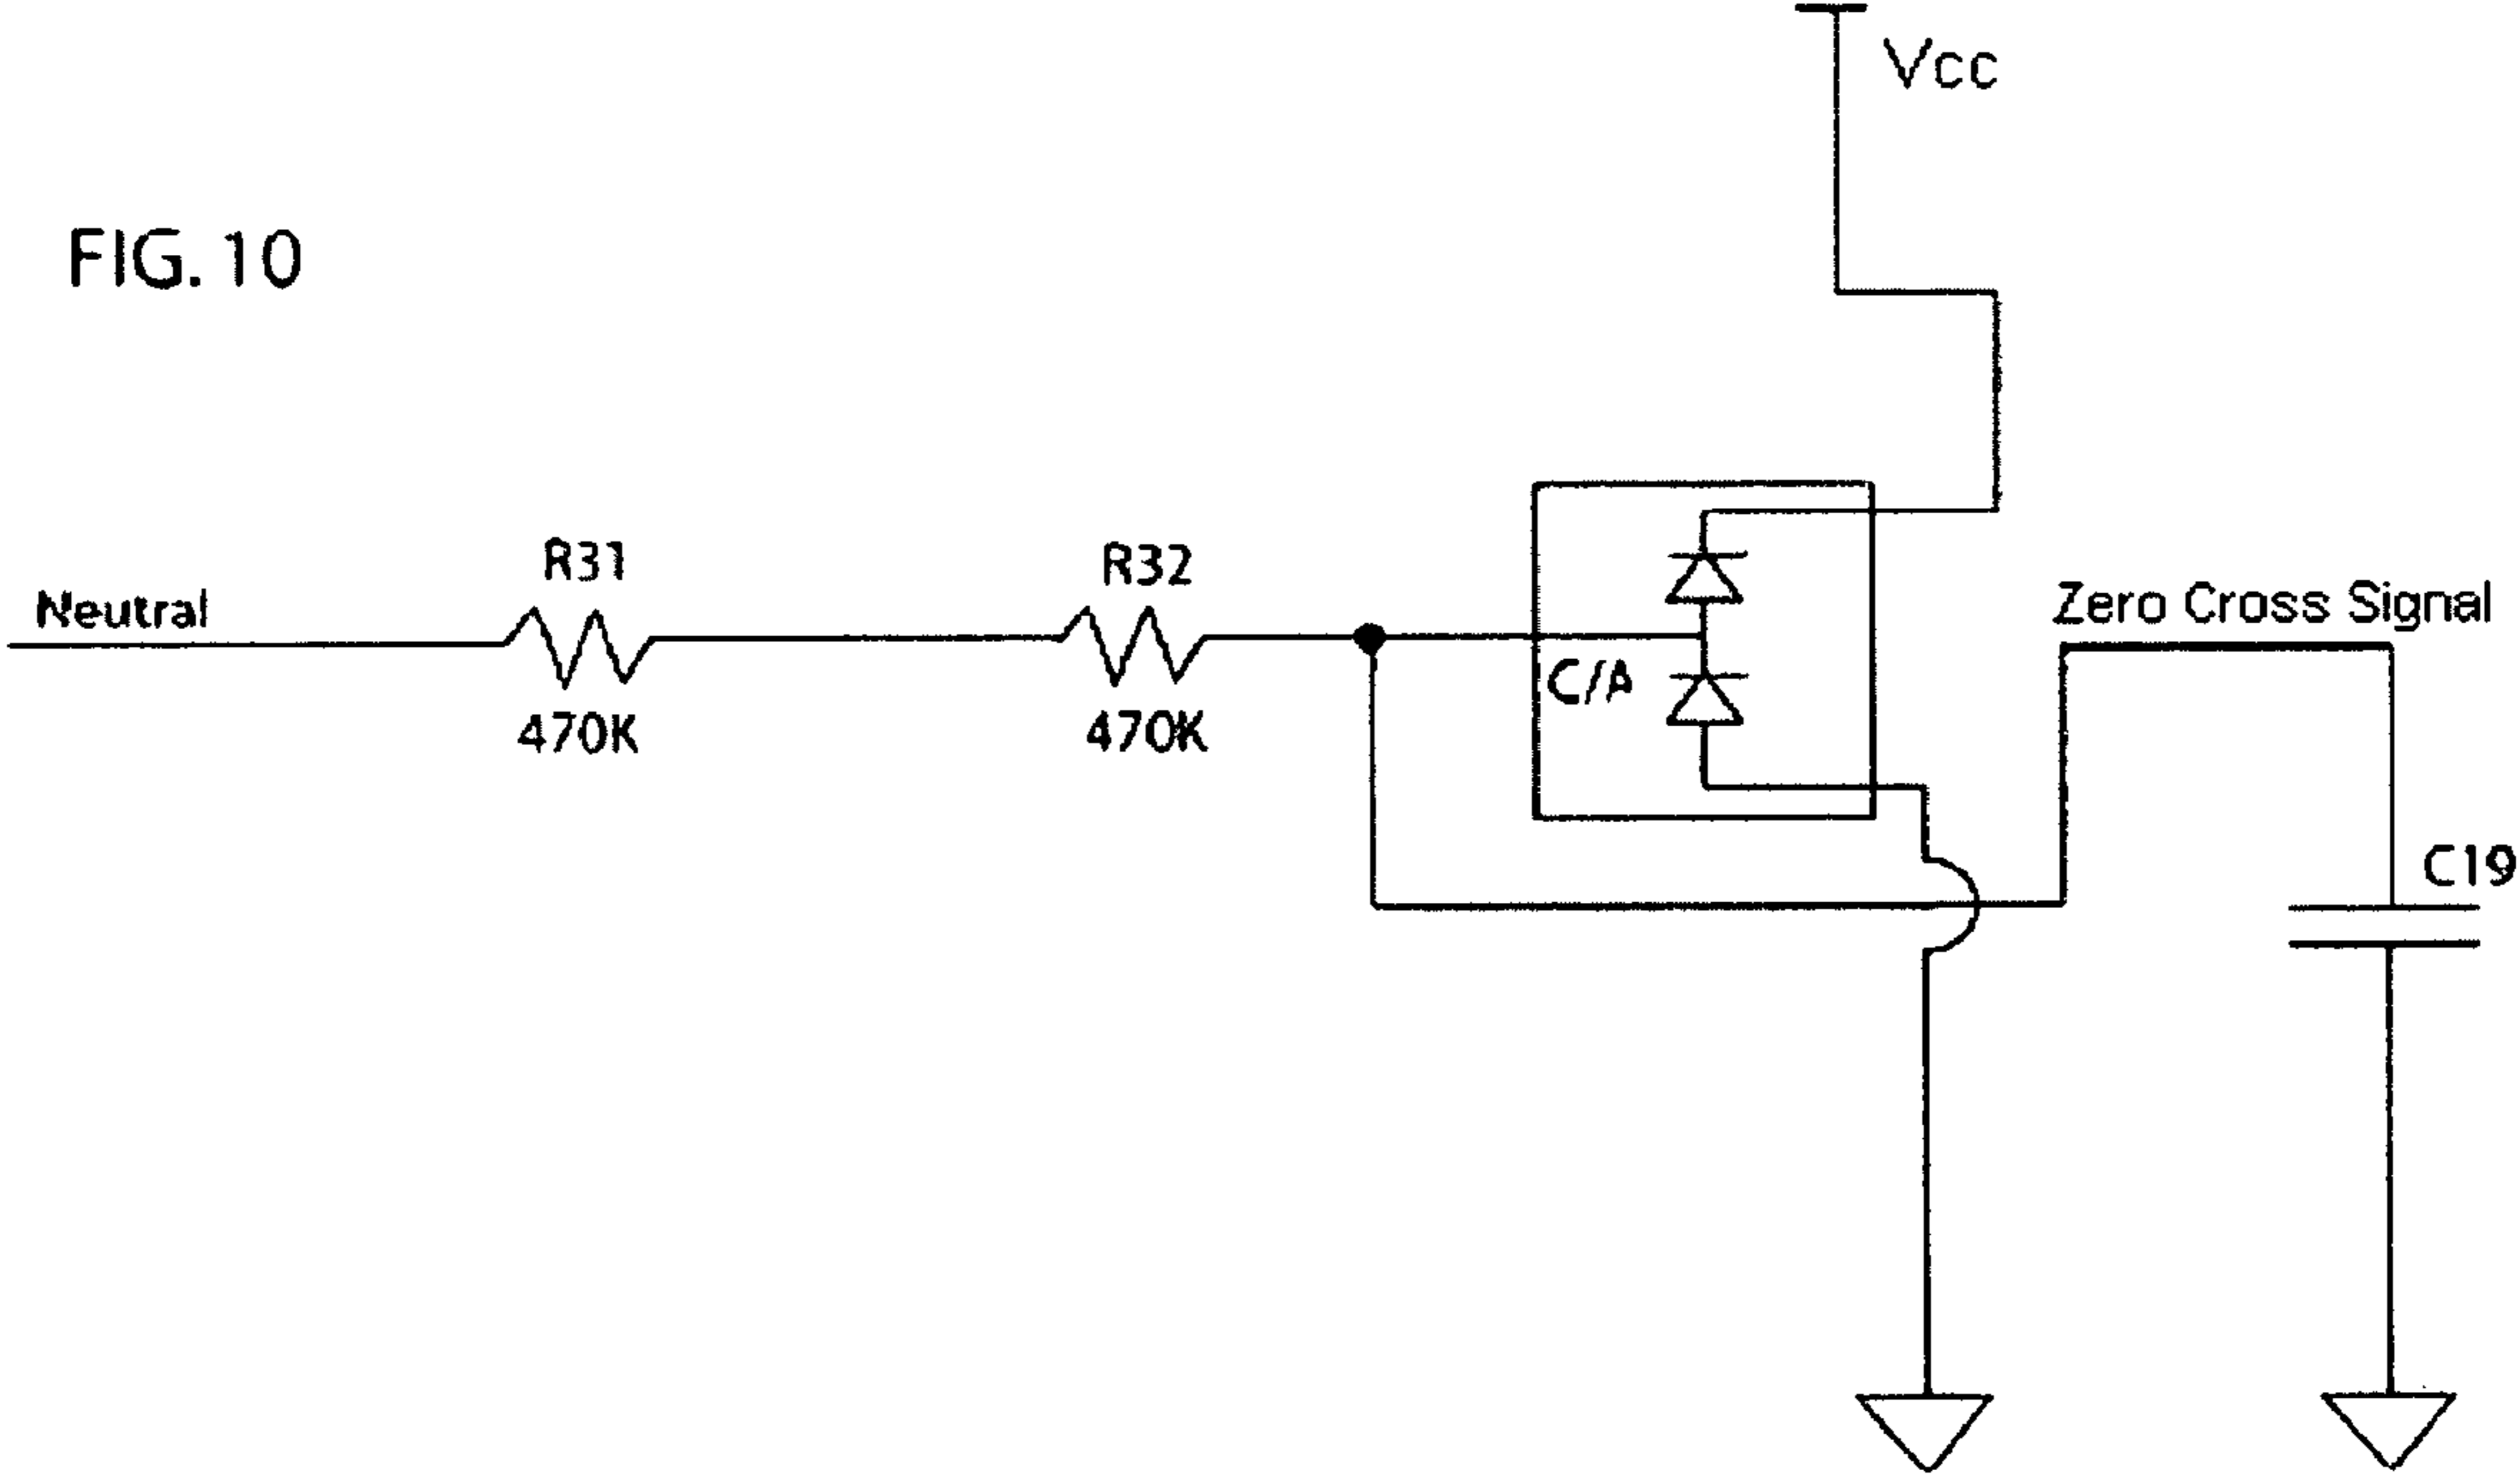 Vcc
FIG. 10
R31
R32
Neutral
Zero Cross Signal
C/A
470K
470K
C19